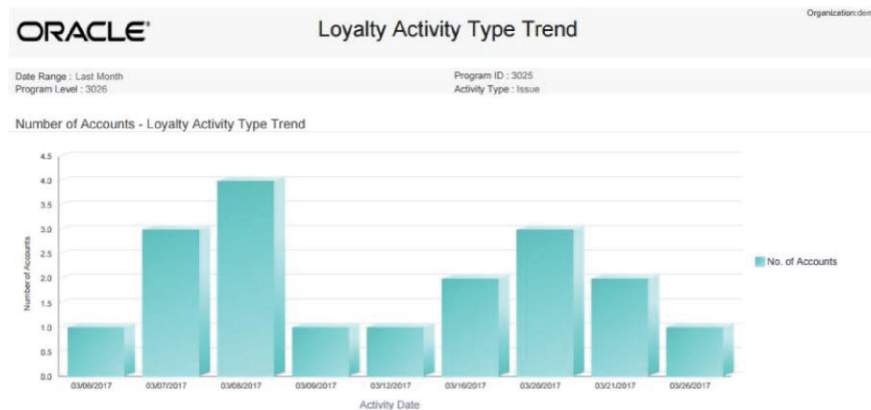 Organization:den
ORACLE®
Loyalty Activity Type Trend
Date Range : Last Month
Program ID : 3025
Program Level : 3026
Activity Type : Issue
Number of Accounts - Loyalty Activity Type Trend
4.5
4.0
3.5
3.0
2.5
2.0
1.5
1.0
0.5
0.0
Number of Accounts
No. of Accounts
03/06/2017 03/07/2017 03/08/2017 03/09/2017 03/12/2017 03/16/2017 03/20/2017 03/21/2017 03/26/2017
Activity Date